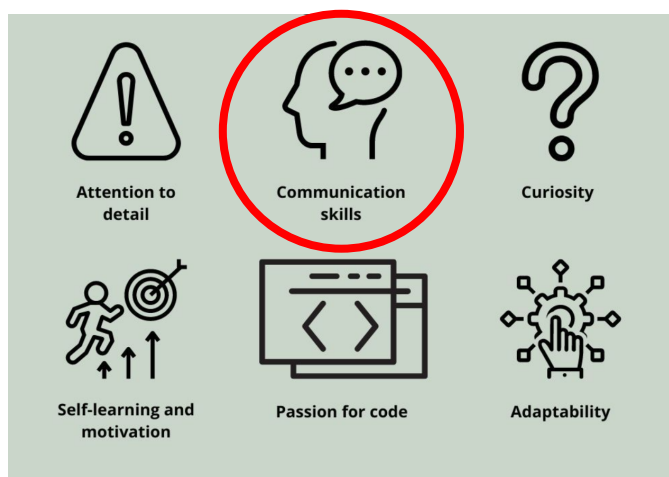 Attention to
detail
Communication
skills
Curiosity
Self-learning and
motivation
Passion for code
Adaptability